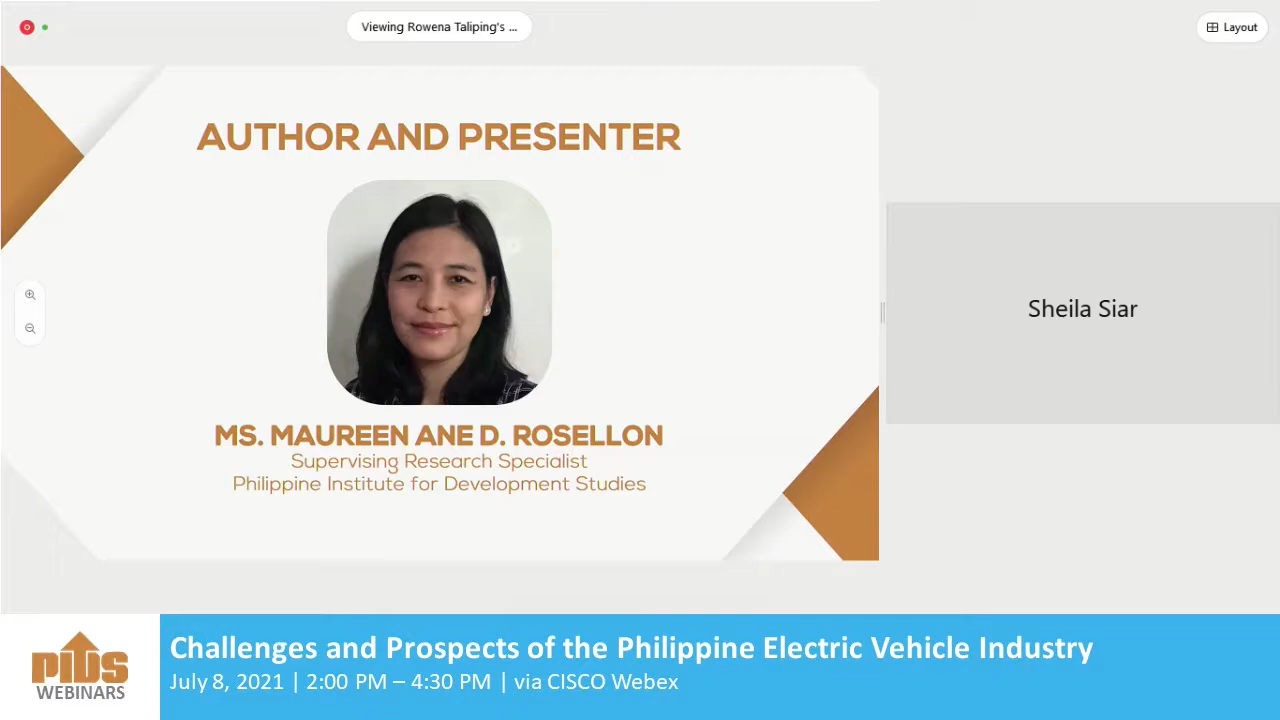 Viewing Rowena Taliping's ...
Layout
AUTHOR AND PRESENTER
MS. MAUREEN ANE D. ROSELLON
Supervising Research Specialist
Philippine Institute for Development Studies
Sheila Siar
PIDS
WEBINARS
Challenges and Prospects of the Philippine Electric Vehicle Industry
July 8, 2021 | 2:00 PM – 4:30 PM | via CISCO Webex